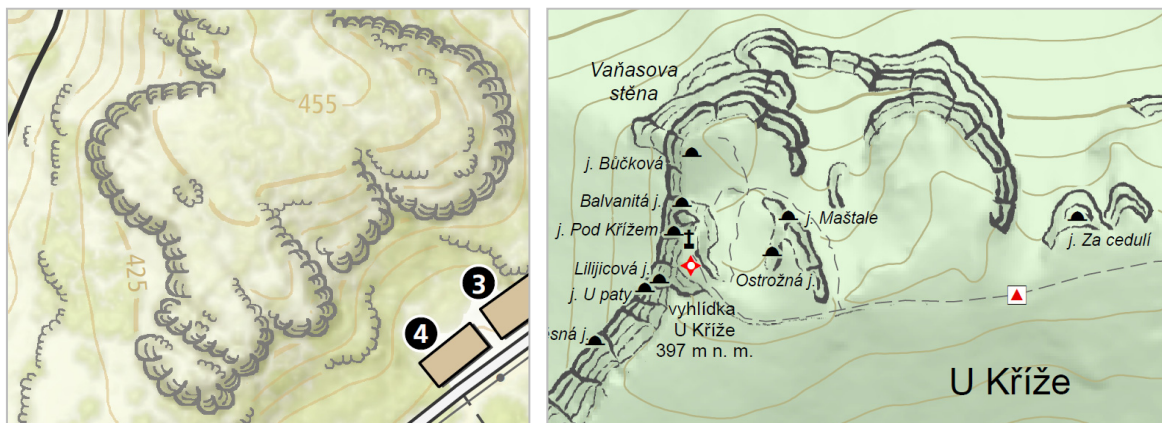 455
425
3
4
Vaňasova
stěna
j. Bůčková
Balvanitá j.
j. Pod Křížem
Lilijicová j.
j. U paty
j. Maštale
Ostrožná j.
j. Za cedulí
vyhlídka
U Kříže
397 m n. m.
esná j.
U Kříže